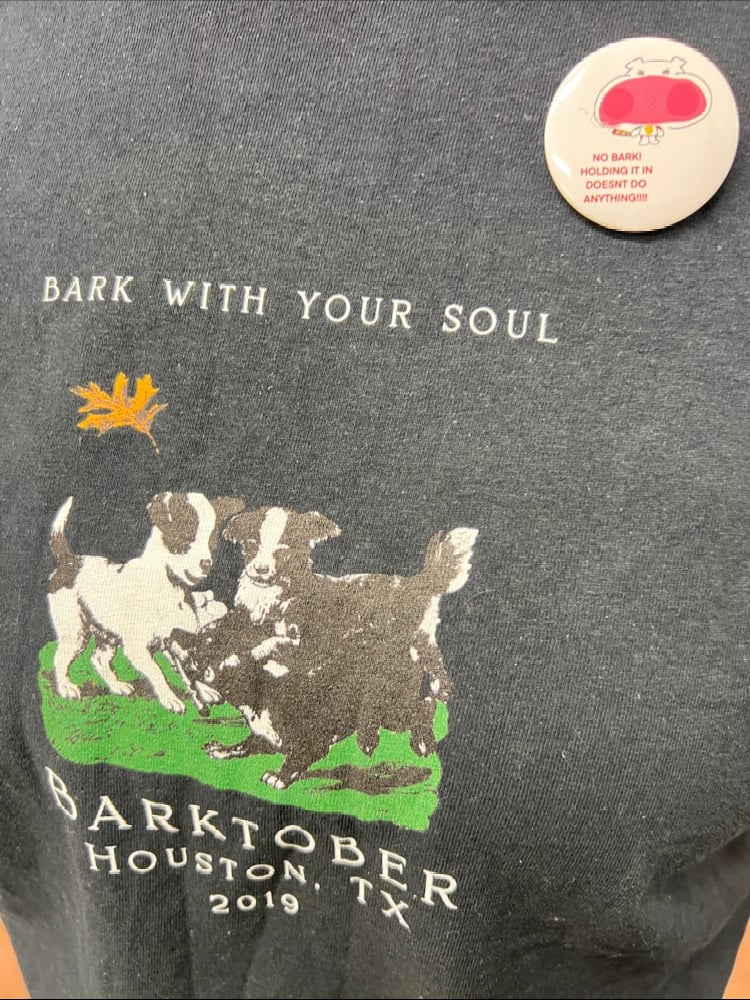 NO BARK!
HOLDING IT IN
DOESNT DO
ANYTHING!!!!
BARK WITH YOUR SOUL
BARKTOBER
HOUSTON, TX
2019